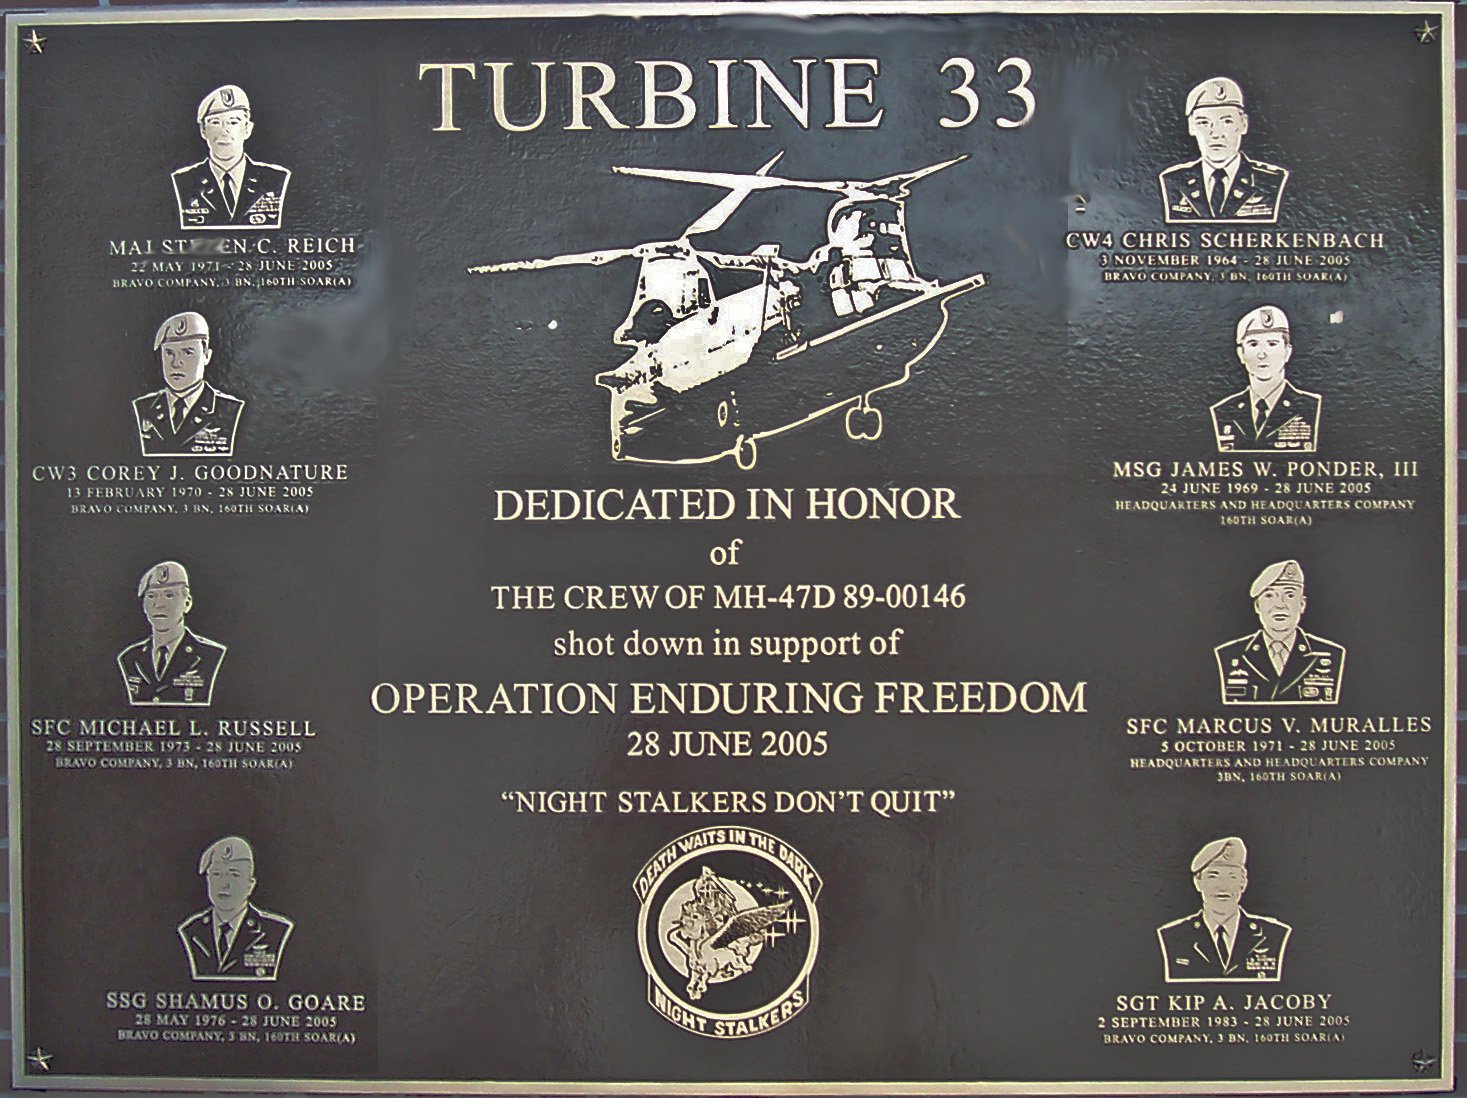 TURBINE 33
MAJ STEVEN C. REICH
22 MAY 1971 - 28 JUNE 2005
BRAVO COMPANY, 3 BN, 160TH SOAR(A)
CW3 COREY J. GOODNATURE
13 FEBRUARY 1970 - 28 JUNE 2005
BRAVO COMPANY, 3 BN, 160TH SOAR(A)
SFC MICHAEL L. RUSSELL
28 SEPTEMBER 1973 - 28 JUNE 2005
BRAVO COMPANY, 3 BN, 160TH SOAR(A)
SSG SHAMUS O. GOARE
28 MAY 1976 - 28 JUNE 2005
BRAVO COMPANY, 3 BN, 160TH SOAR(A)
DEDICATED IN HONOR
of
THE CREW OF MH-47D 89-00146
shot down in support of
OPERATION ENDURING FREEDOM
28 JUNE 2005
“NIGHT STALKERS DON’T QUIT”
DEATH WAITS IN THE DARK
NIGHT STALKERS
CW4 CHRIS SCHERKENBACH
3 NOVEMBER 1964 - 28 JUNE 2005
BRAVO COMPANY, 3 BN, 160TH SOAR(A)
MSG JAMES W. PONDER, III
24 JUNE 1969 - 28 JUNE 2005
HEADQUARTERS AND HEADQUARTERS COMPANY
160TH SOAR(A)
SFC MARCUS V. MURALLES
5 OCTOBER 1971 - 28 JUNE 2005
HEADQUARTERS AND HEADQUARTERS COMPANY
3BN, 160TH SOAR(A)
SGT KIP A. JACOBY
2 SEPTEMBER 1983 - 28 JUNE 2005
BRAVO COMPANY, 3 BN, 160TH SOAR(A)